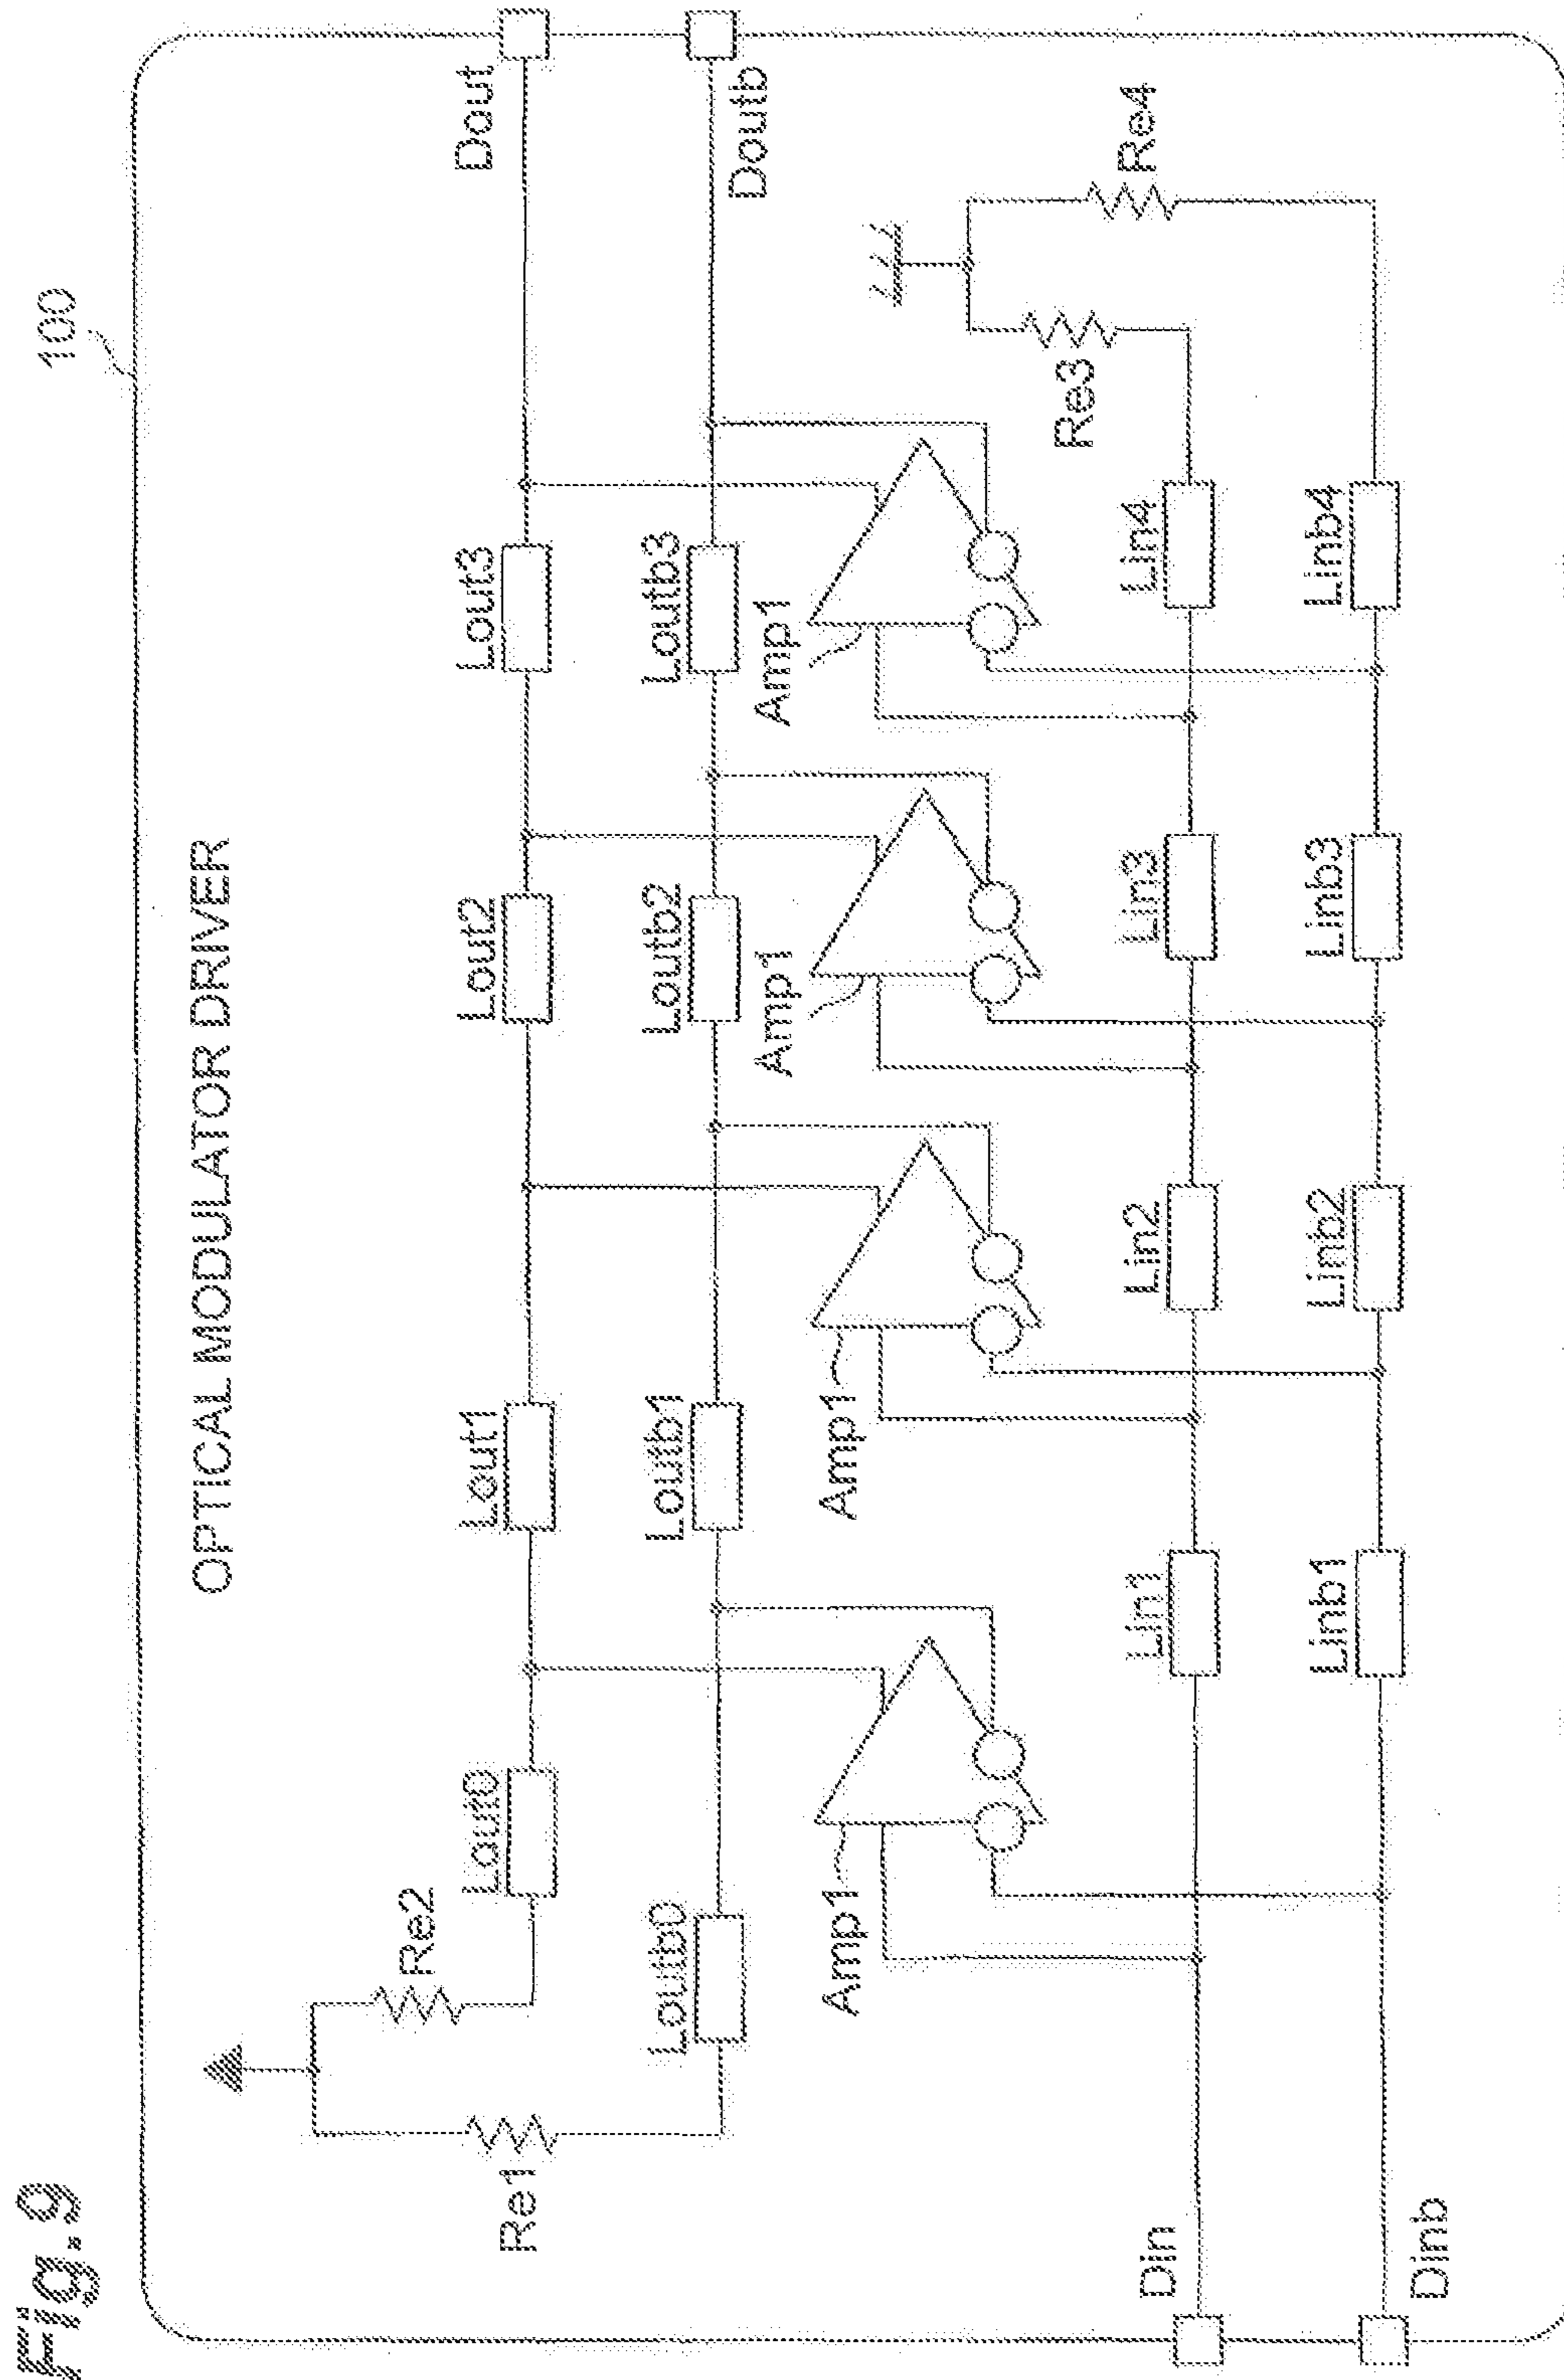 Fig.9
100
OPTICAL MODULATOR DRIVER
Re1
Re2
Lout0
Lout1
Lout2
Lout3
Dout
Loutb0
Loutb1
Loutb2
Loutb3
Doutb
Amp1
Amp1
Amp1
Amp1
Re3
Re4
Din
Lin1
Lin2
Lin3
Lin4
Dinb
Linb1
Linb2
Linb3
Linb4